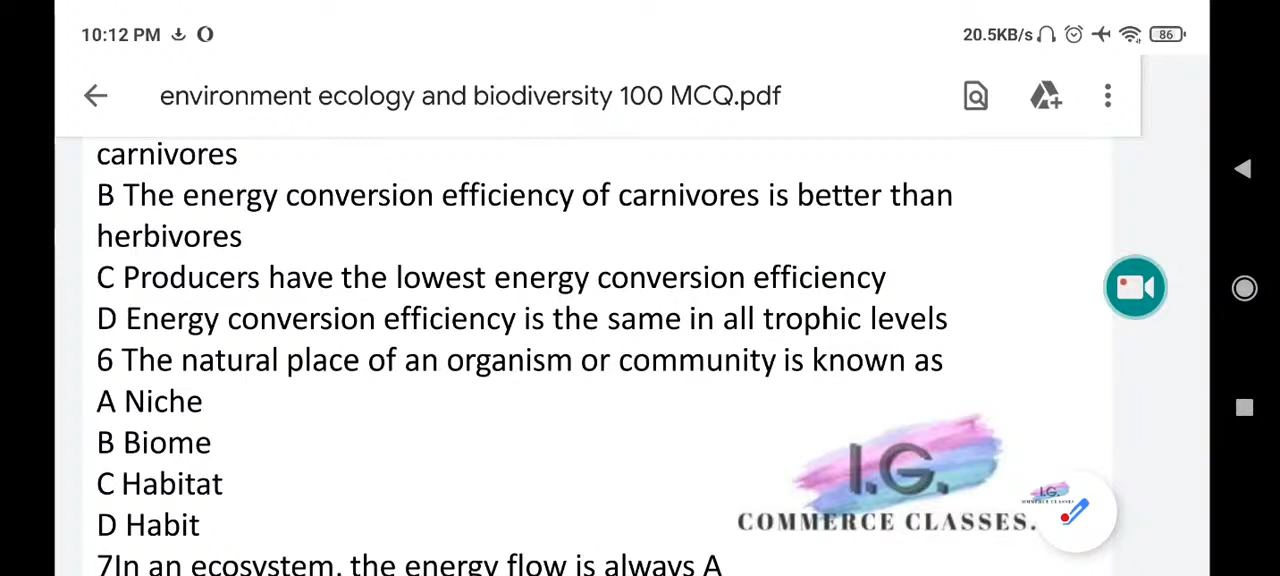 10:12 PM
20.5KB/s
86
environment ecology and biodiversity 100 MCQ.pdf
carnivores
B The energy conversion efficiency of carnivores is better than
herbivores
C Producers have the lowest energy conversion efficiency
D Energy conversion efficiency is the same in all trophic levels
6 The natural place of an organism or community is known as
A Niche
B Biome
C Habitat
D Habit
I.G.
COMMERCE CLASSES.
I.G.
COMMERCE CLASSES
7In an ecosystem, the energy flow is always A